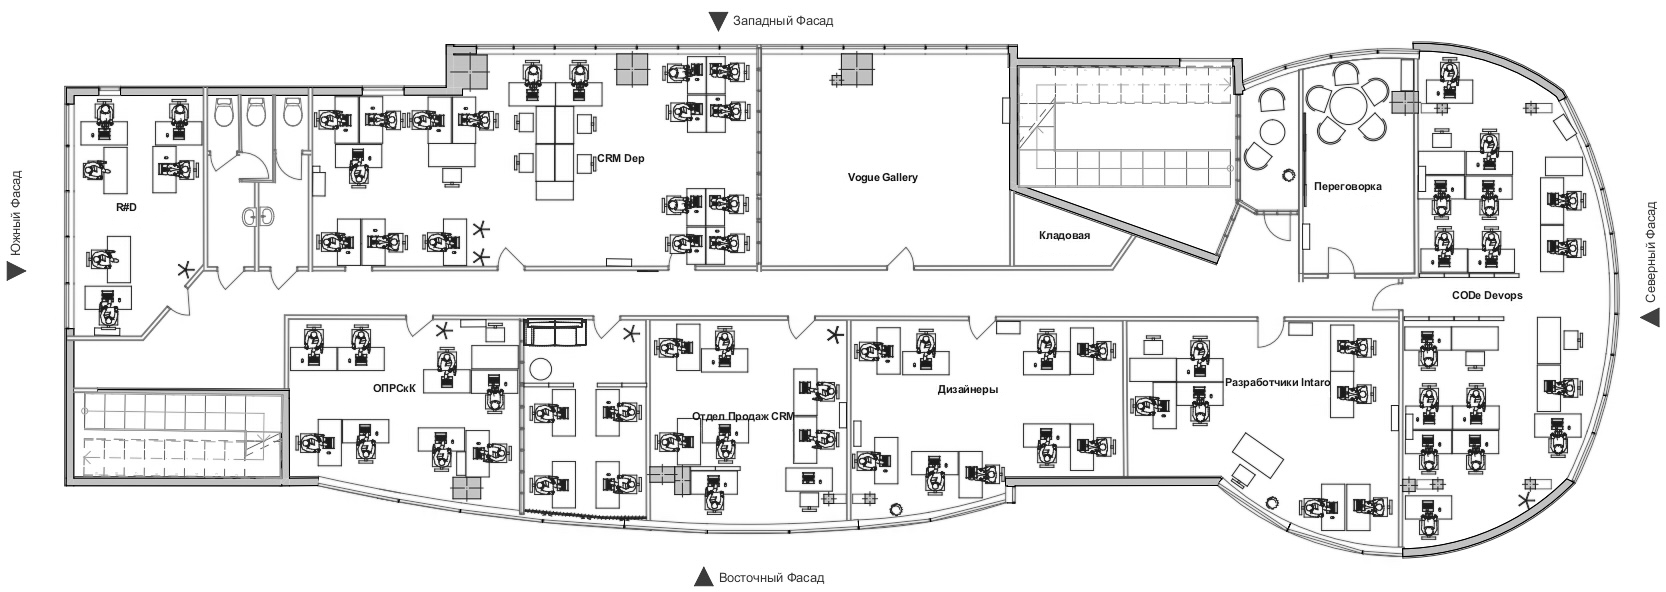 Западный Фасад
CRM Dep
Vogue Gallery
Переговорка
R#D
Южный Фасад
Кладовая
Северный Фасад
CODe Devops
ОПРСкК
Отдел Продаж CRM
Дизайнеры
Разработчики Intaro
Восточный Фасад